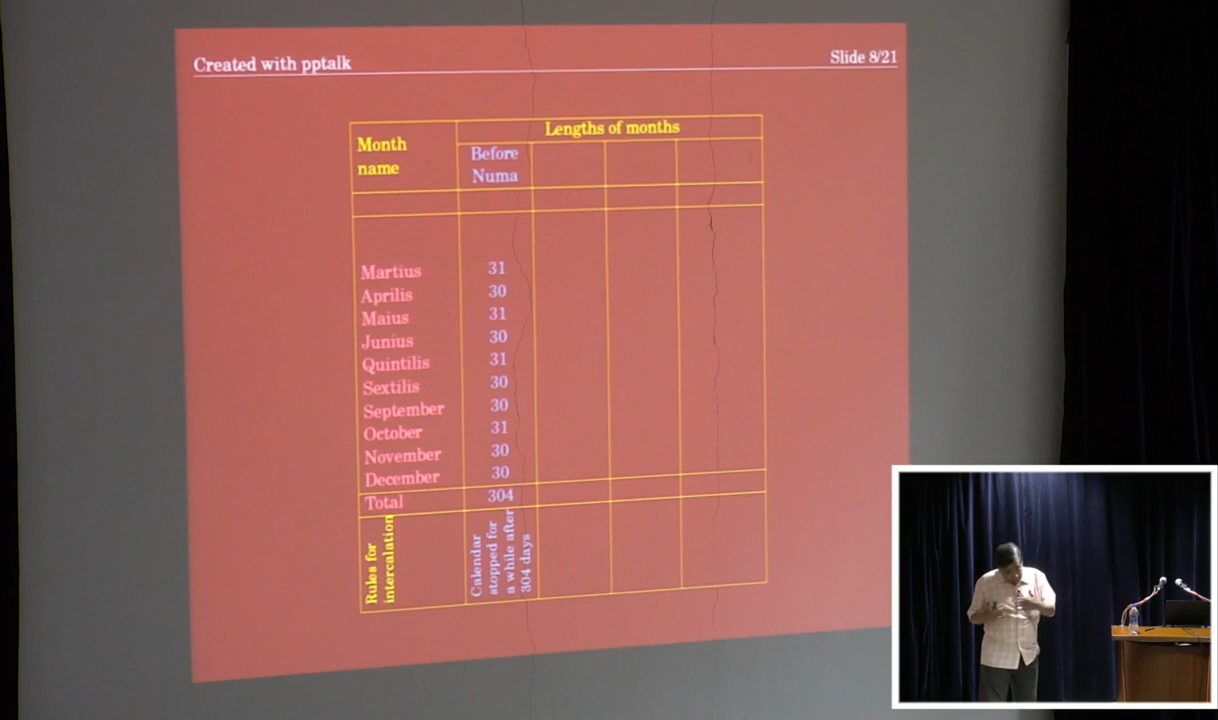 Created with pptalk
Slide 8/21
Month name
Lengths of months
Before Numa
Martius 31
Aprilis 30
Maius 31
Junius 30
Quintilis 31
Sextilis 30
September 30
October 31
November 30
December 30
Total 304
Rules for
intercalation
Calendar
stopped for
a while after
304 days